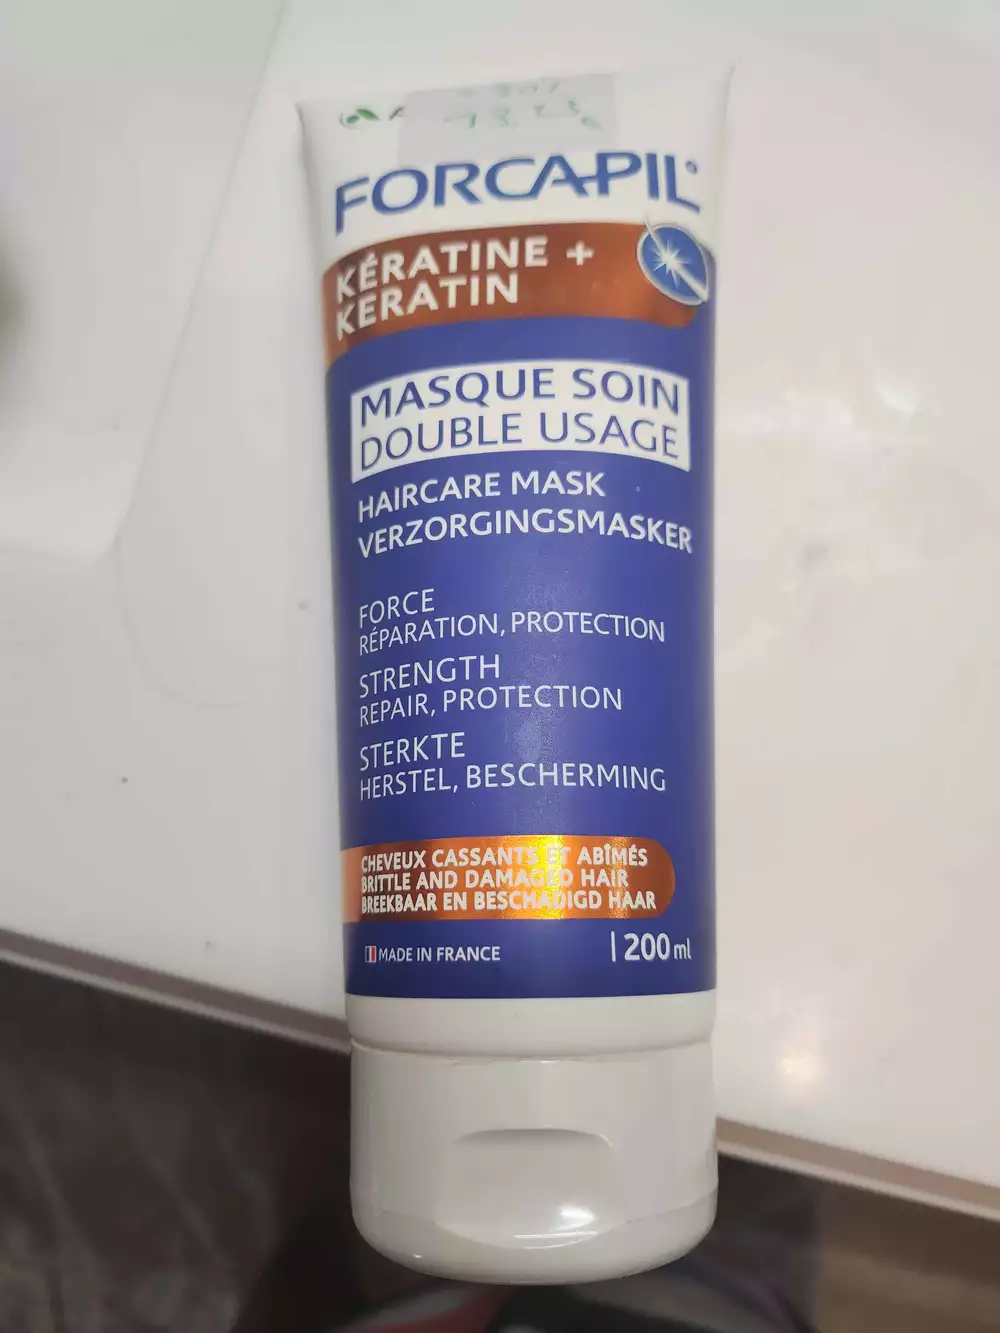 FORCAPIL®
KÉRATINE +
KERATIN
MASQUE SOIN
DOUBLE USAGE
HAIRCARE MASK
VERZORGINGSMASKER
FORCE
RÉPARATION, PROTECTION
STRENGTH
REPAIR, PROTECTION
STERKTE
HERSTEL, BESCHERMING
CHEVEUX CASSANTS ET ABÎMÉS
BRITTLE AND DAMAGED HAIR
BREEKBAAR EN BESCHADIGD HAAR
MADE IN FRANCE
200 ml